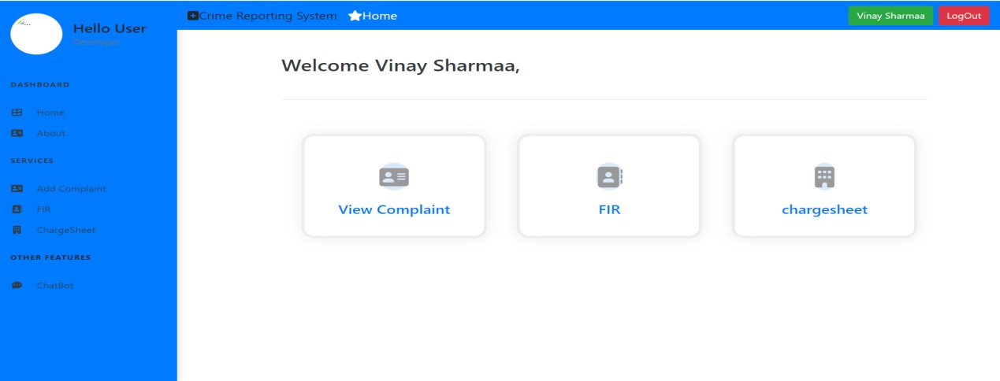 ...
Hello User
Developer
DASHBOARD
Home
About
SERVICES
Add Complaint
FIR
ChargeSheet
OTHER FEATURES
ChatBot
Crime Reporting System Home
Vinay Sharmaa LogOut
Welcome Vinay Sharmaa,
View Complaint
FIR
chargesheet